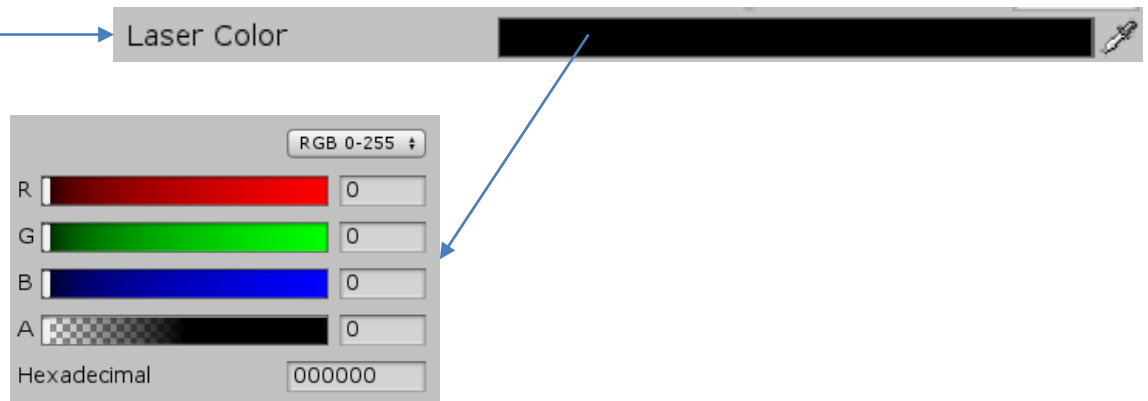 Laser Color
RGB 0-255
R 0
G 0
B 0
A 0
Hexadecimal 000000